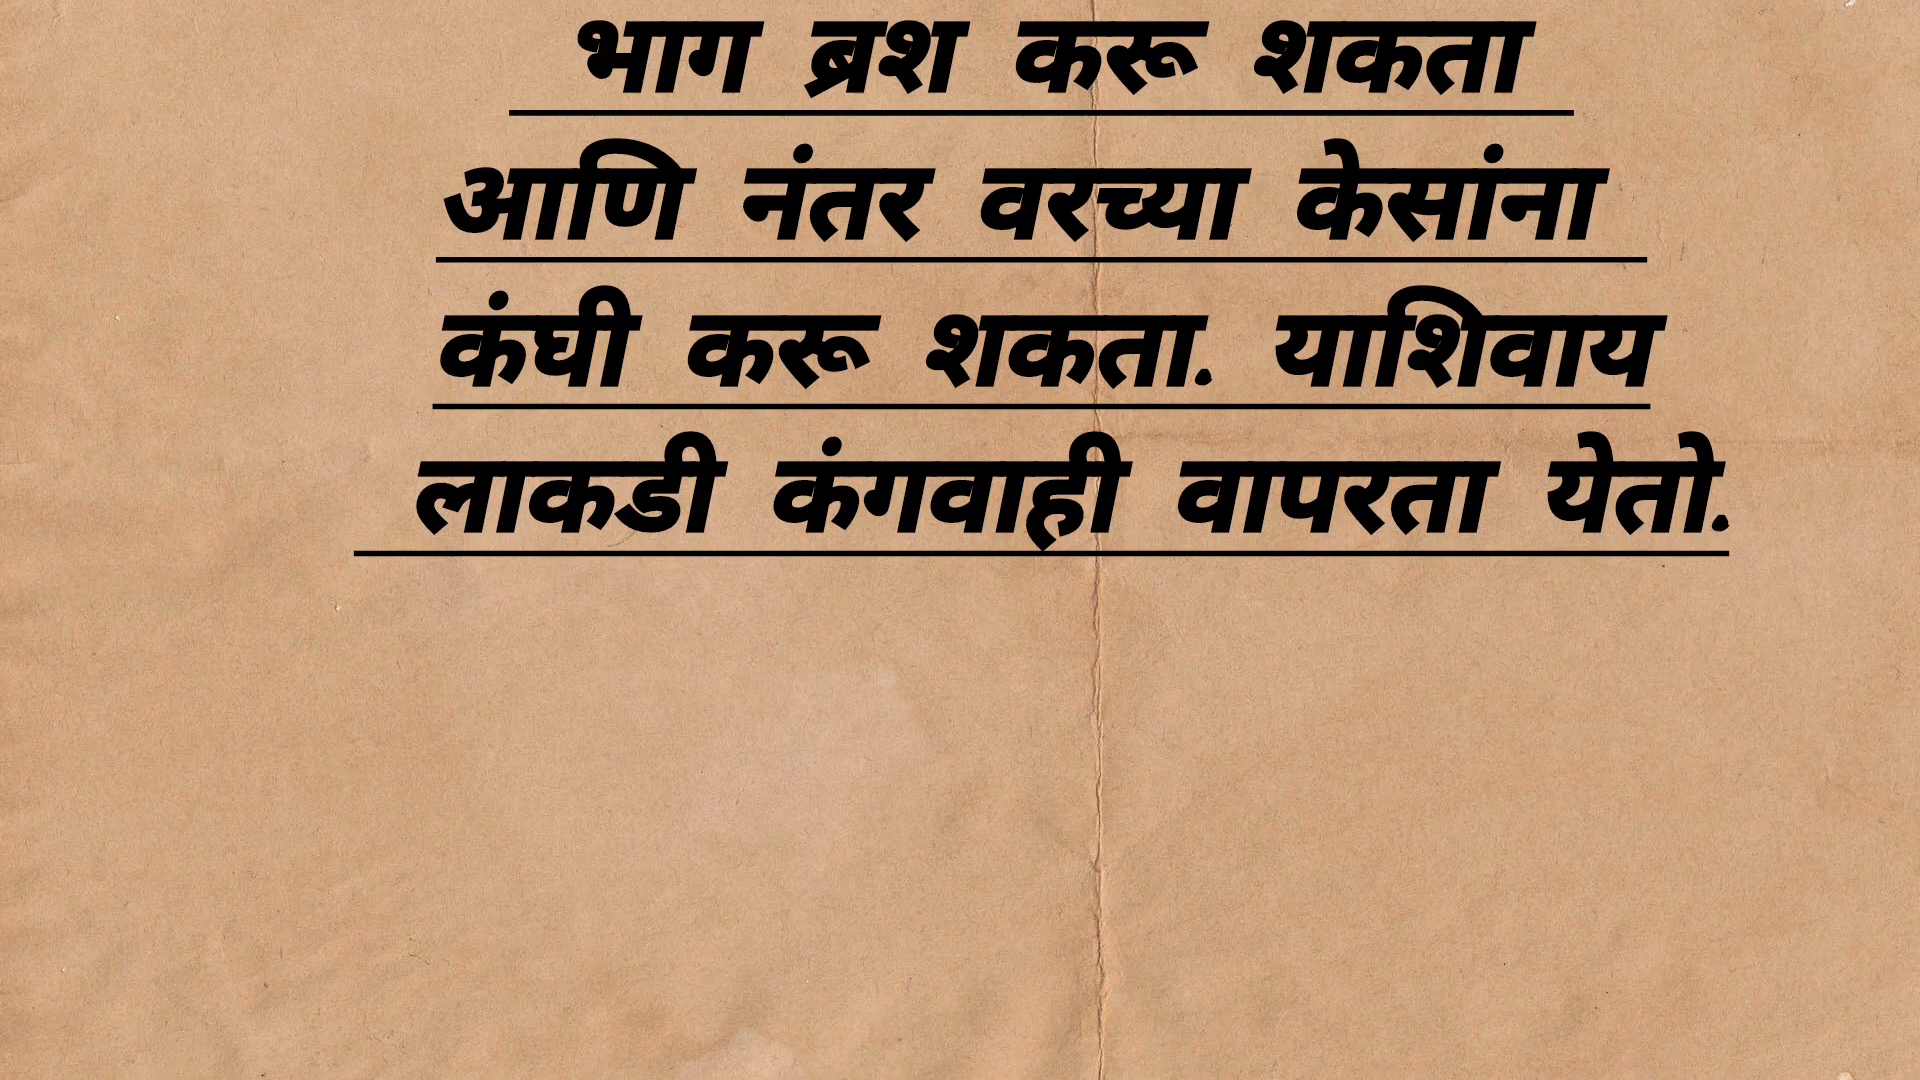 भाग ब्रश करू शकता
आणि नंतर वरच्या केसांना
कंघी करू शकता. याशिवाय
लाकडी कंगवाही वापरता येतो.